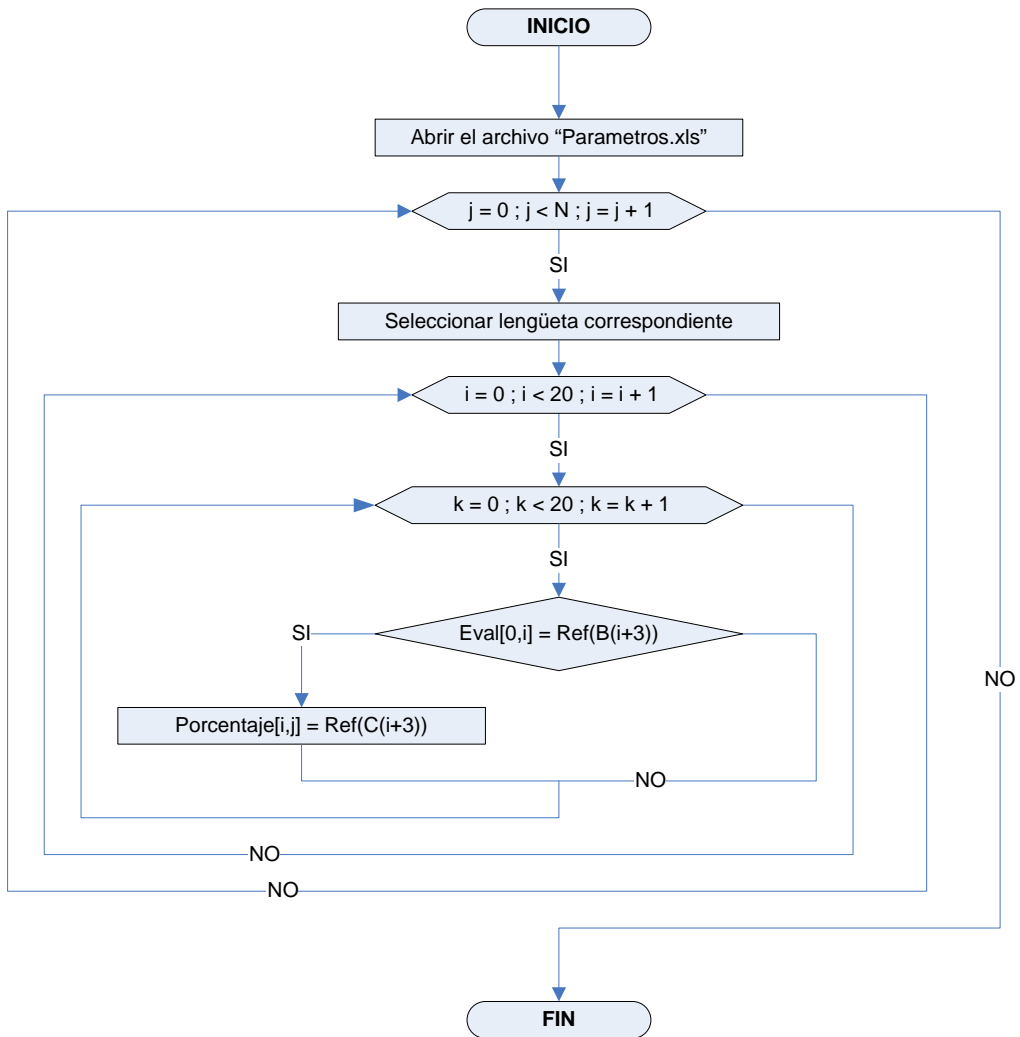 INICIO
Abrir el archivo “Parametros.xls”
j = 0 ; j < N ; j = j + 1
SI
Seleccionar lengüeta correspondiente
i = 0 ; i < 20 ; i = i + 1
SI
k = 0 ; k < 20 ; k = k + 1
SI
Eval[0,i] = Ref(B(i+3))
SI
NO
Porcentaje[i,j] = Ref(C(i+3))
NO
NO
NO
FIN